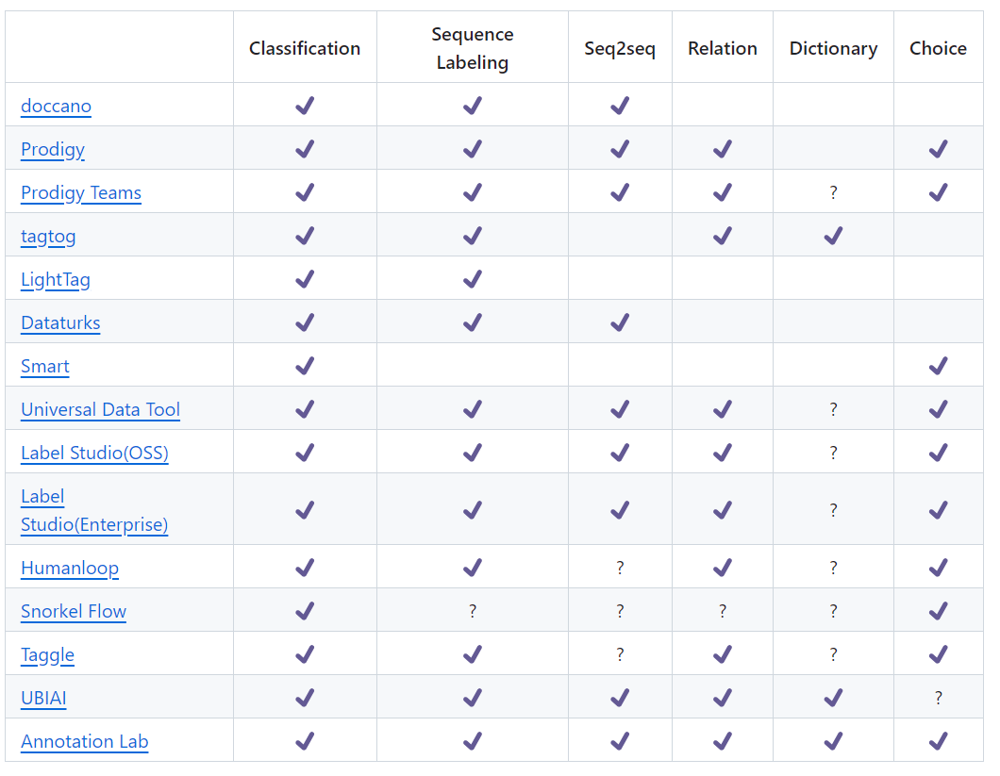 Classification Sequence Labeling Seq2seq Relation Dictionary Choice
doccano ✔ ✔ ✔
Prodigy ✔ ✔ ✔ ✔ ✔
Prodigy Teams ✔ ✔ ✔ ✔ ? ✔
tagtog ✔ ✔ ✔ ✔
LightTag ✔ ✔
Dataturks ✔ ✔ ✔
Smart ✔ ✔
Universal Data Tool ✔ ✔ ✔ ✔ ? ✔
Label Studio(OSS) ✔ ✔ ✔ ✔ ? ✔
Label
Studio(Enterprise) ✔ ✔ ✔ ✔ ? ✔
Humanloop ✔ ✔ ? ✔ ? ✔
Snorkel Flow ✔ ? ? ? ? ✔
Taggle ✔ ✔ ? ✔ ? ✔
UBIAI ✔ ✔ ✔ ✔ ✔ ?
Annotation Lab ✔ ✔ ✔ ✔ ✔ ✔